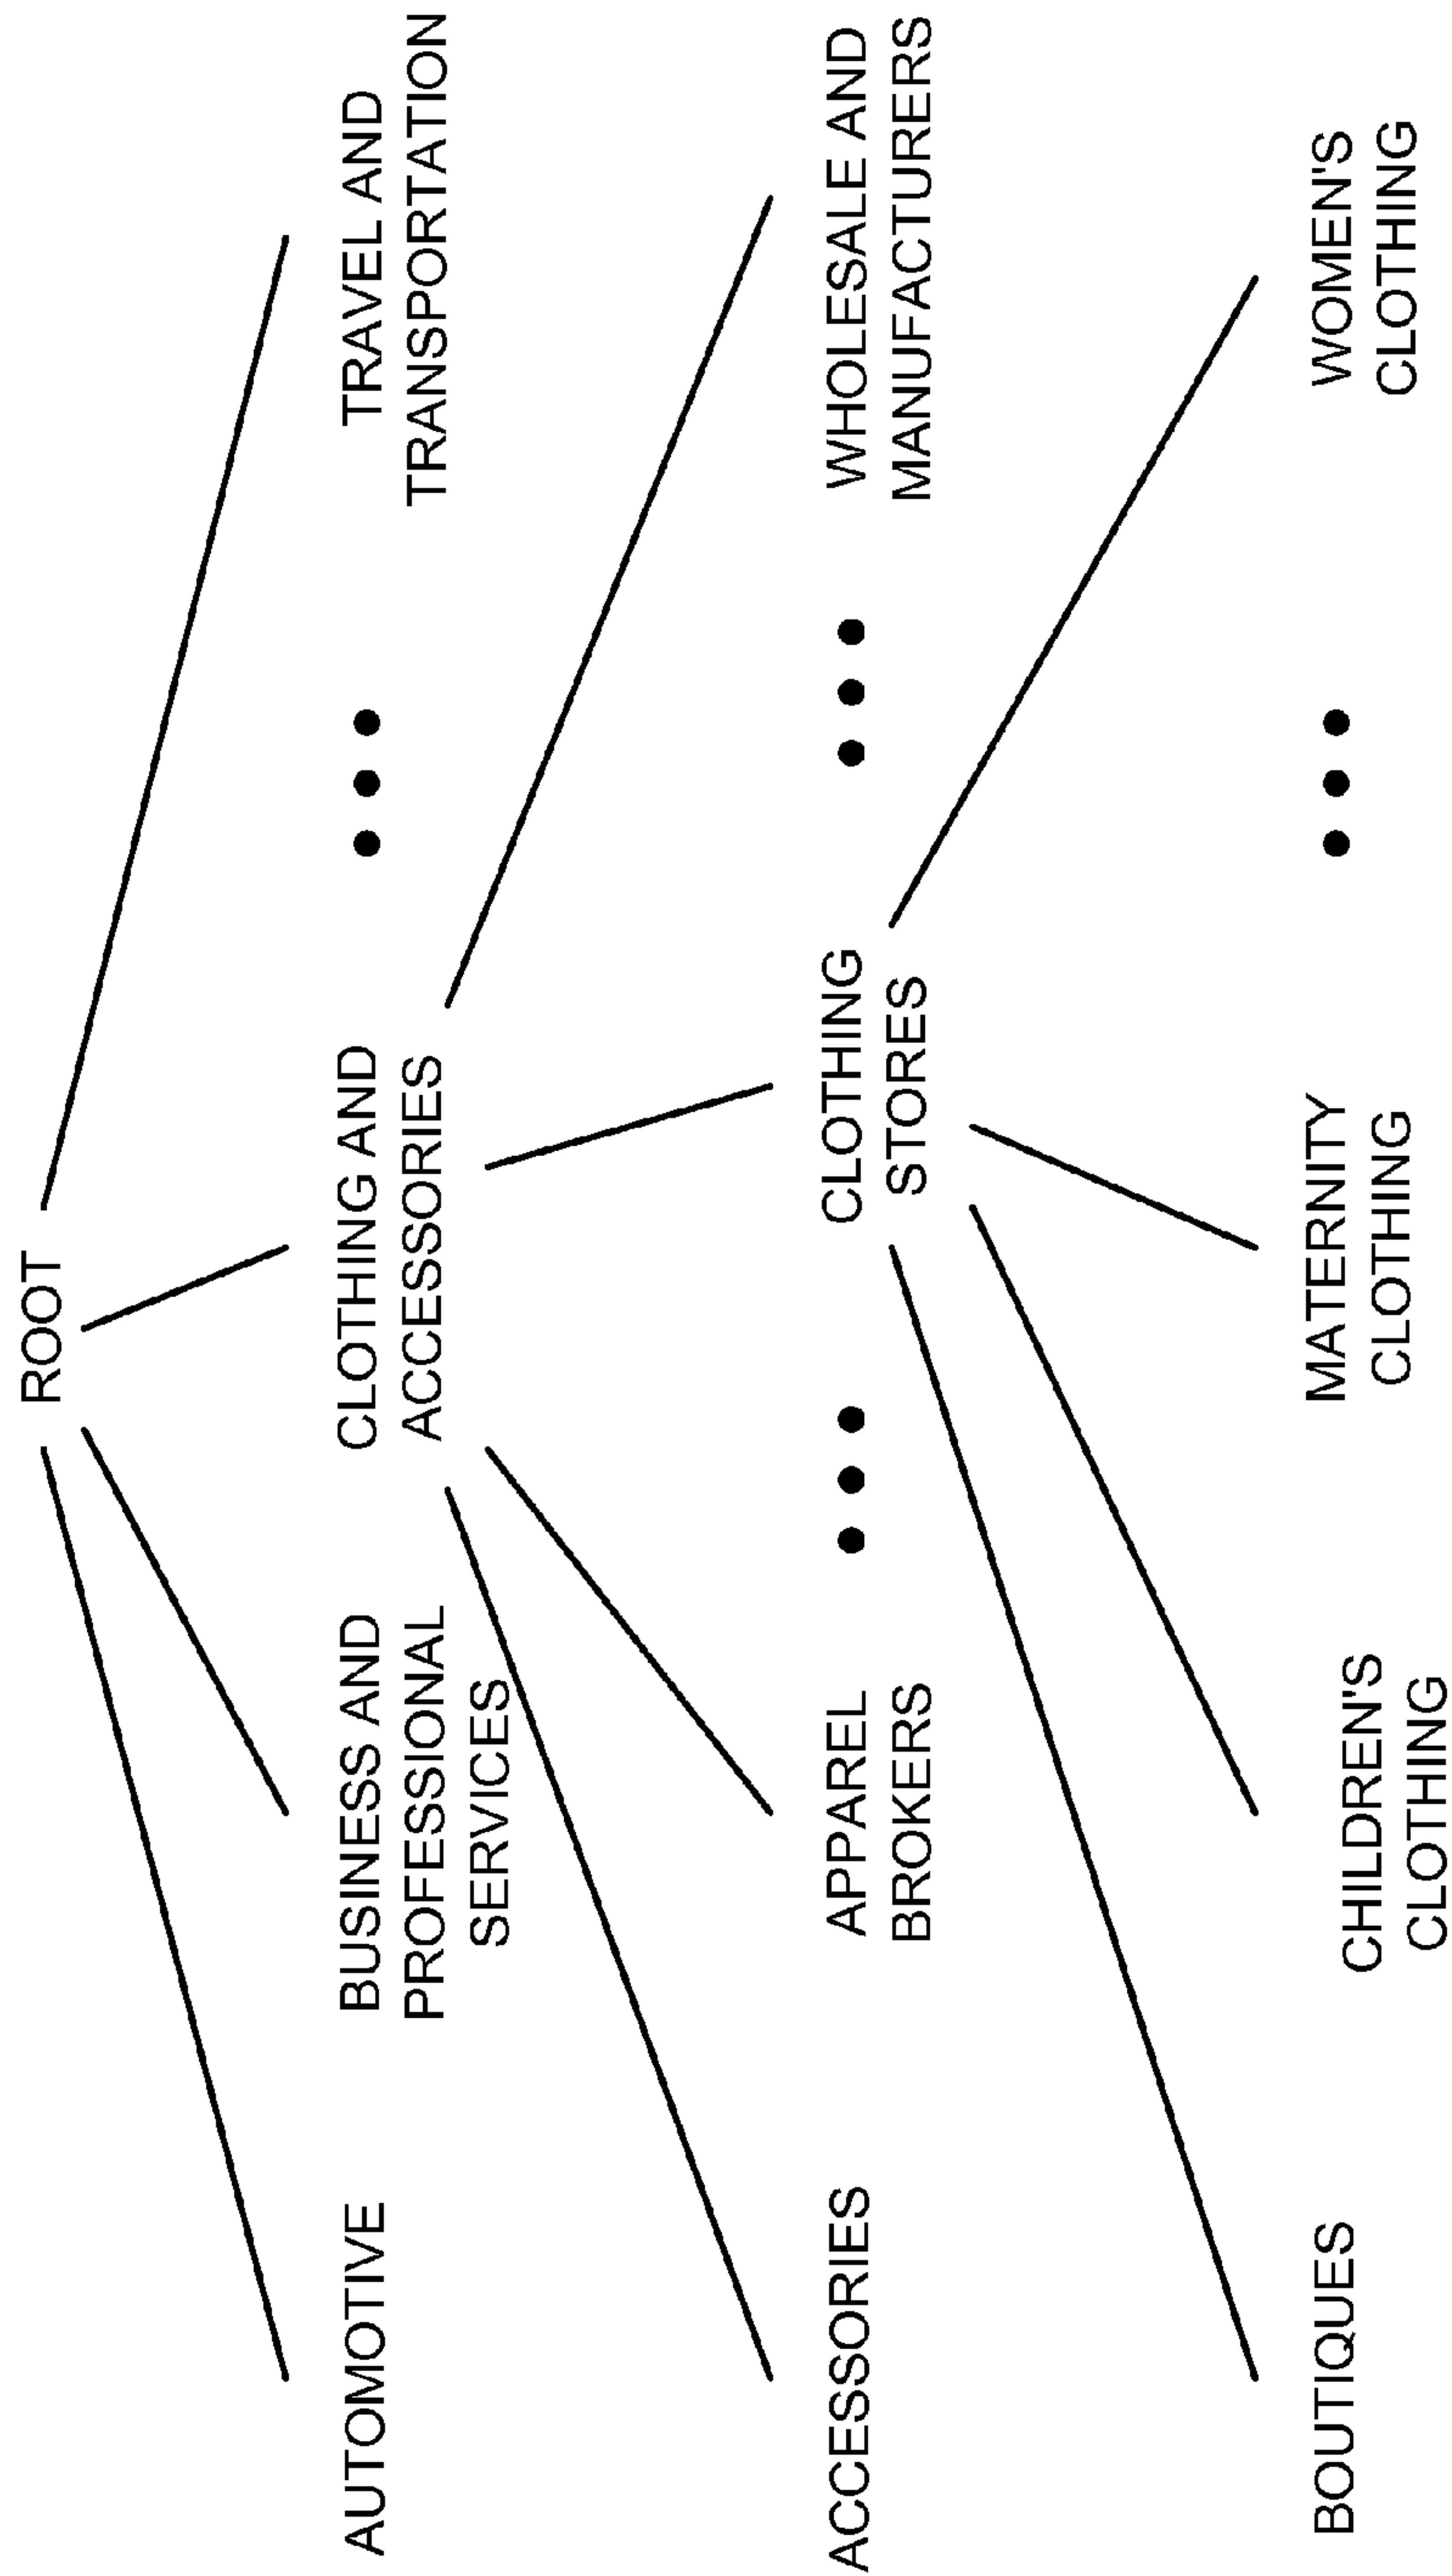 ROOT
AUTOMOTIVE
BUSINESS AND
PROFESSIONAL
SERVICES
CLOTHING AND
ACCESSORIES
TRAVEL AND
TRANSPORTATION
ACCESSORIES
APPAREL
BROKERS
CLOTHING
STORES
WHOLESALE AND
MANUFACTURERS
BOUTIQUES
CHILDREN'S
CLOTHING
MATERNITY
CLOTHING
WOMEN'S
CLOTHING